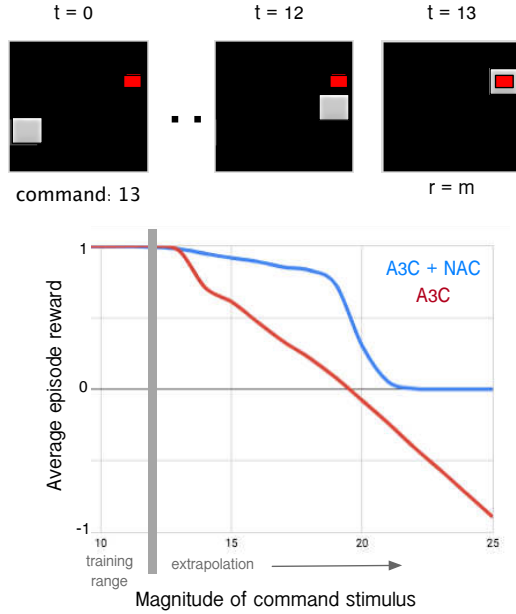 t = 0 t = 12 t = 13
command: 13 r = m
A3C + NAC
A3C
Average episode reward
1
0
-1
10 15 20 25
training range
extrapolation
Magnitude of command stimulus